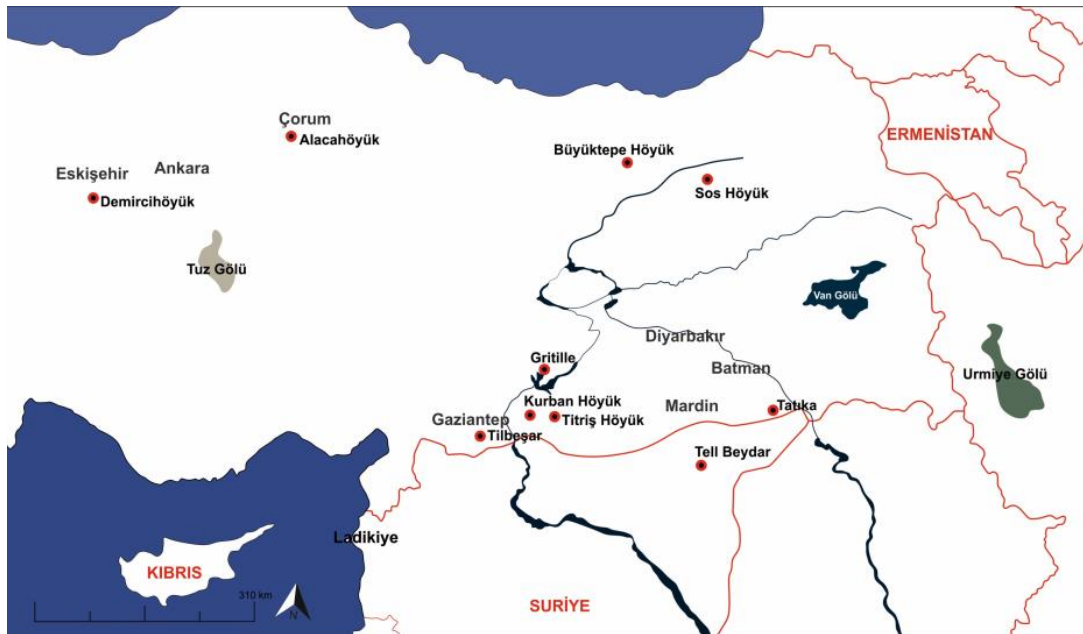 Çorum
Alacahöyük
Ankara
Eskişehir
Demircihöyük
Tuz Gölü
Büyüktepe Höyük
Sos Höyük
ERMENİSTAN
Van Gölü
Urmiye Gölü
Diyarbakır
Batman
Gritille
Kurban Höyük
Titriş Höyük
Mardin
Tatıka
Gaziantep
Tilbeşar
Tell Beydar
Ladikiye
KIBRIS
310 km
N
SURİYE